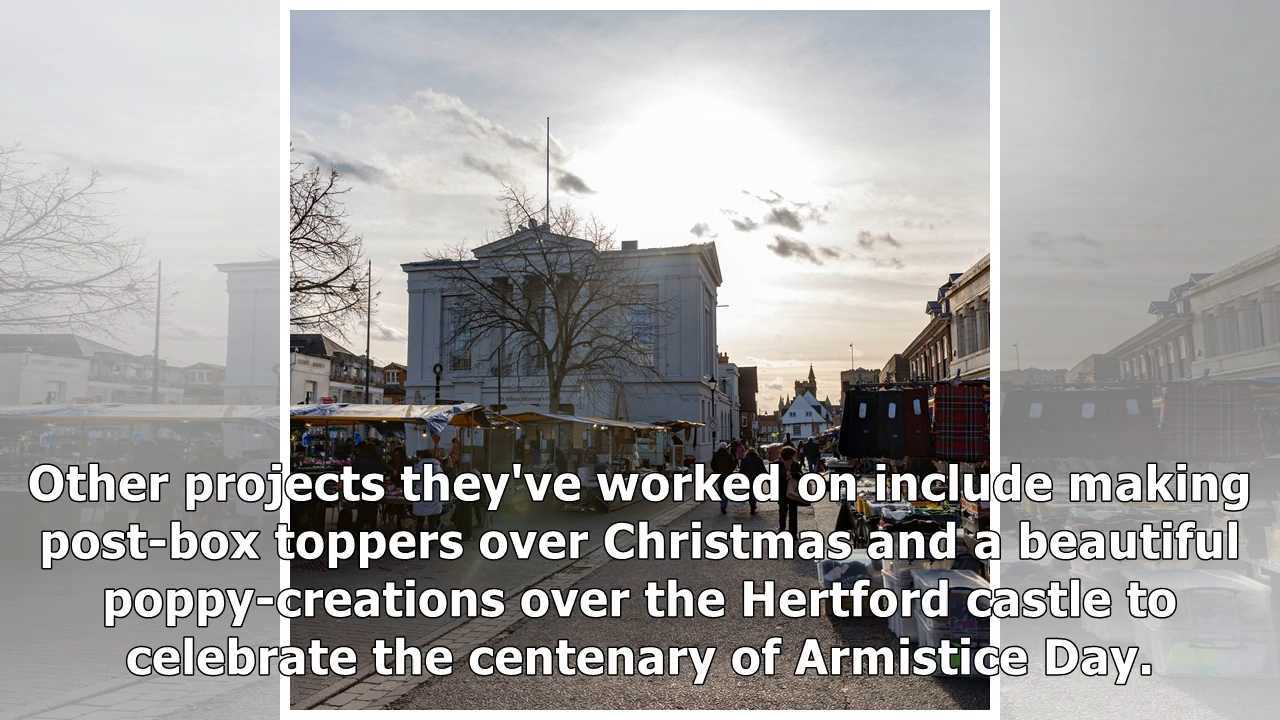 Other projects they've worked on include making
post-box toppers over Christmas and a beautiful
poppy-creations over the Hertford castle to
celebrate the centenary of Armistice Day.